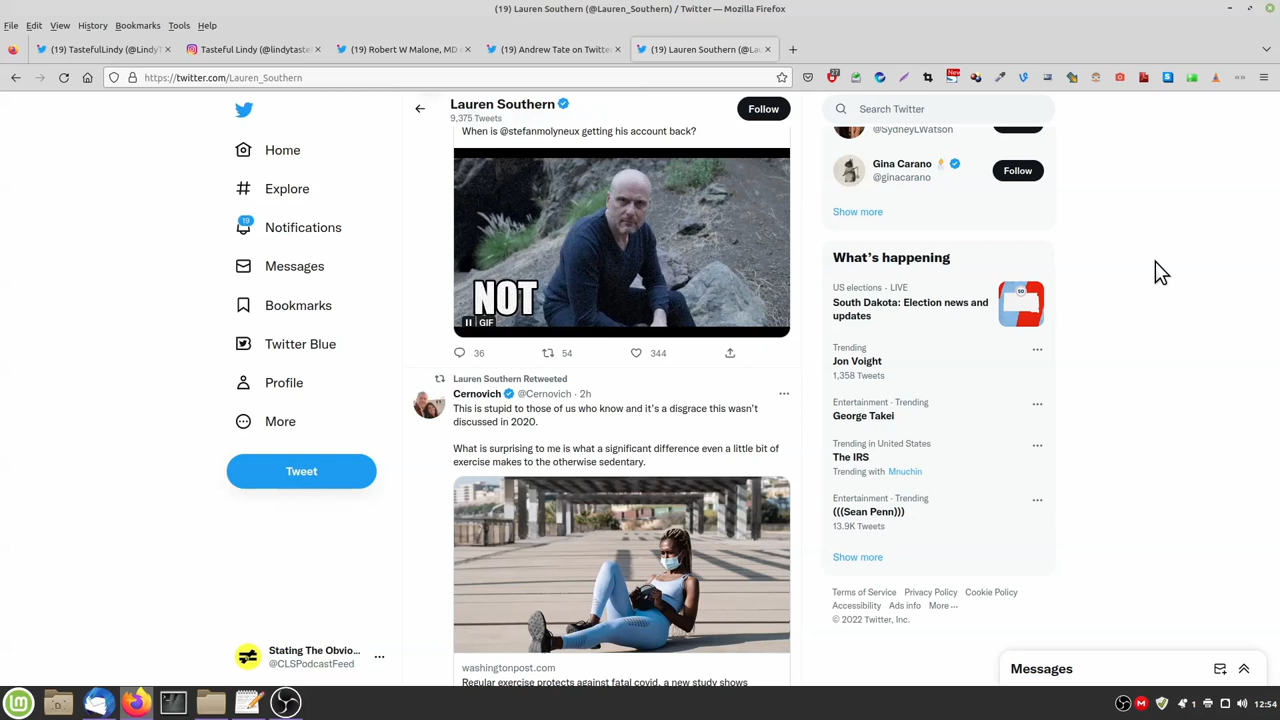 (19) Lauren Southern (@Lauren_Southern) / Twitter — Mozilla Firefox
File Edit View History Bookmarks Tools Help
(19) TastefulLindy (@LindyT
Tasteful Lindy (@lindytaste
(19) Robert W Malone, MD
(19) Andrew Tate on Twitte
(19) Lauren Southern (@La
https://twitter.com/Lauren_Southern
27
New
Home
Explore
19
Notifications
Messages
Bookmarks
Twitter Blue
Profile
More
Tweet
Stating The Obvio...
@CLSPodcastFeed
Lauren Southern
9,375 Tweets
Follow
When is @stefanmolyneux getting his account back?
NOT
GIF
36 54 344
Lauren Southern Retweeted
Cernovich @Cernovich · 2h
This is stupid to those of us who know and it's a disgrace this wasn't
discussed in 2020.
What is surprising to me is what a significant difference even a little bit of
exercise makes to the otherwise sedentary.
washingtonpost.com
Regular exercise protects against fatal covid, a new study shows
Search Twitter
@SydneyLWatson
Gina Carano
@ginacarano
Follow
Show more
What's happening
US elections · LIVE
South Dakota: Election news and
updates
SD
Trending
Jon Voight
1,358 Tweets
Entertainment · Trending
George Takei
Trending in United States
The IRS
Trending with Mnuchin
Entertainment · Trending
(((Sean Penn)))
13.9K Tweets
Show more
Terms of Service Privacy Policy Cookie Policy
Accessibility Ads info More ...
© 2022 Twitter, Inc.
Messages
1
12:54